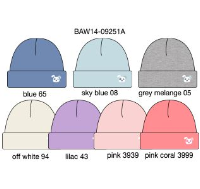 BAW14-09251A
blue 65 sky blue 08 grey melange 05
off white 94 lilac 43 pink 3939 pink coral 3999